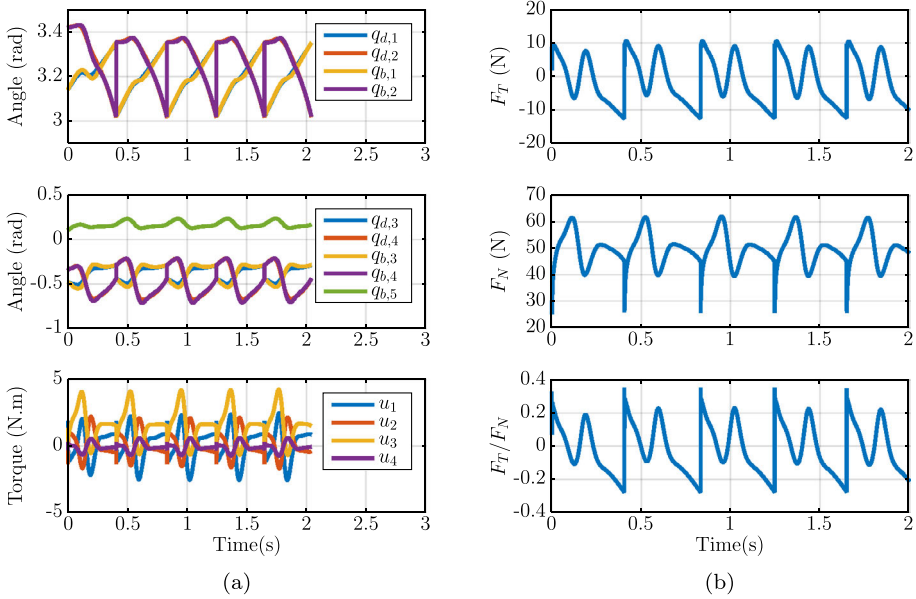 Angle (rad)
3.4
3.2
3
0 0.5 1 1.5 2 2.5 3
q_{d,1}
q_{d,2}
q_{b,1}
q_{b,2}
Angle (rad)
0.5
0
-0.5
-1
0 0.5 1 1.5 2 2.5 3
q_{d,3}
q_{d,4}
q_{b,3}
q_{b,4}
q_{b,5}
Torque (N.m)
5
0
-5
0 0.5 1 1.5 2 2.5 3
u_1
u_2
u_3
u_4
Time(s)
(a)
F_T (N)
20
10
0
-10
-20
0 0.5 1 1.5 2
F_N (N)
70
60
50
40
30
20
0 0.5 1 1.5 2
F_T/F_N
0.4
0.2
0
-0.2
-0.4
0 0.5 1 1.5 2
Time(s)
(b)